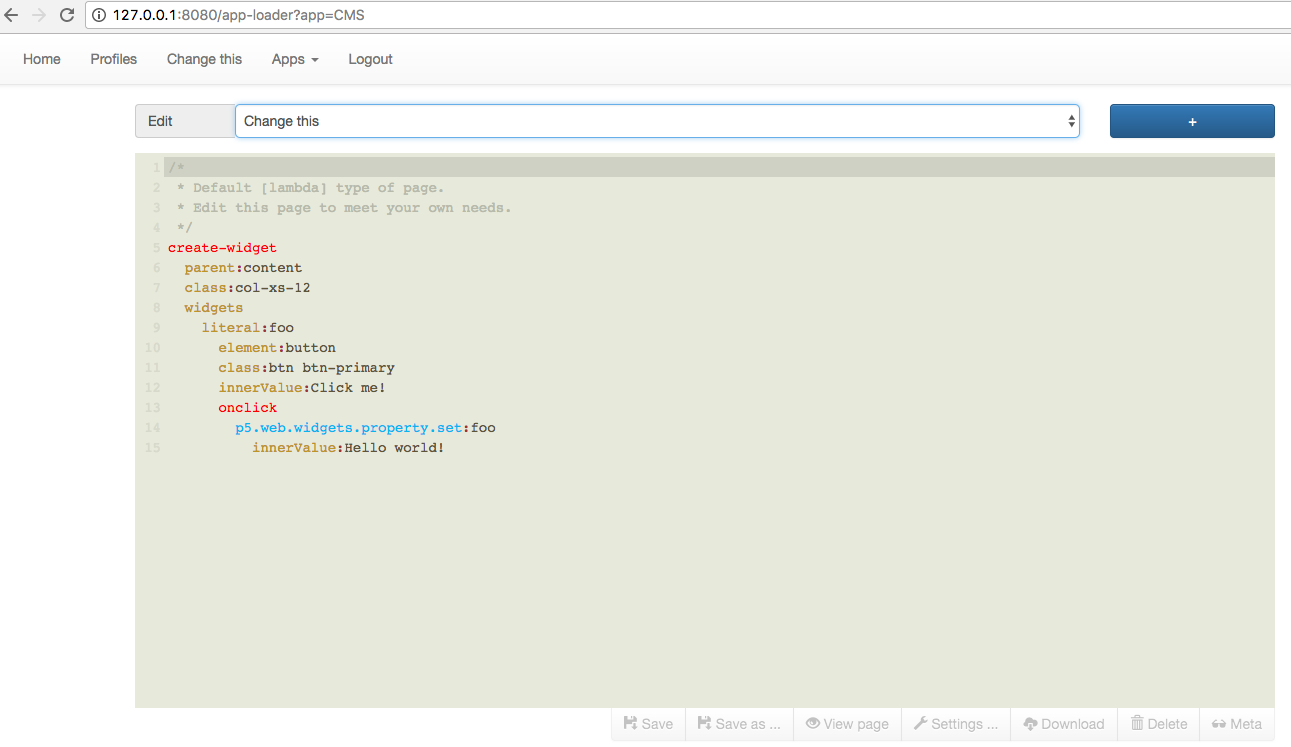 127.0.0.1:8080/app-loader?app=CMS
Home Profiles Change this Apps Logout
Edit Change this +
1 /*
2 * Default [lambda] type of page.
3 * Edit this page to meet your own needs.
4 */
5 create-widget
6 parent:content
7 class:col-xs-12
8 widgets
9 literal:foo
10 element:button
11 class:btn btn-primary
12 innerValue:Click me!
13 onclick
14 p5.web.widgets.property.set:foo
15 innerValue:Hello world!
Save Save as ... View page Settings ... Download Delete Meta